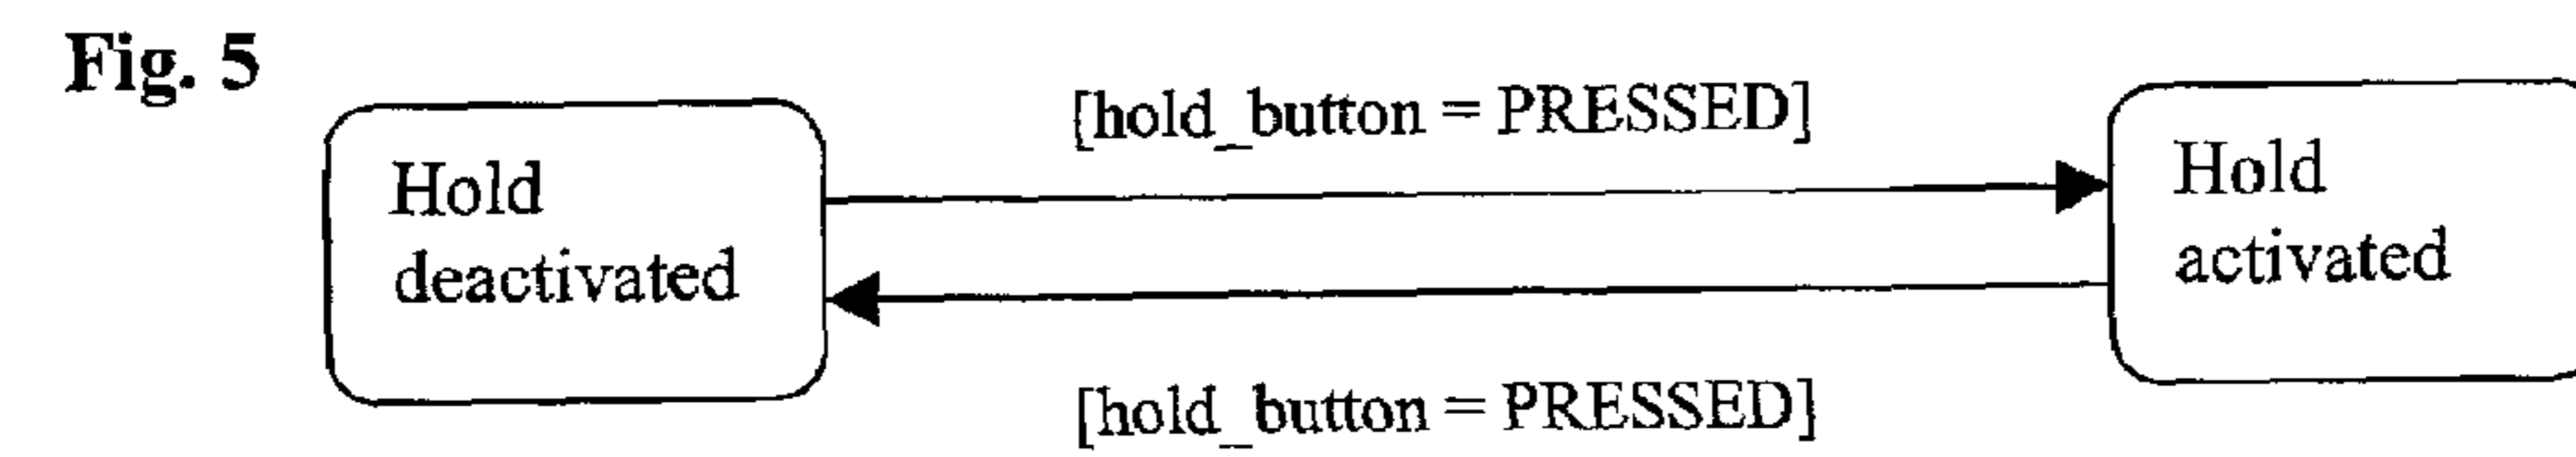 Fig. 5
[hold_button = PRESSED]
Hold
deactivated
Hold
activated
[hold_button = PRESSED]